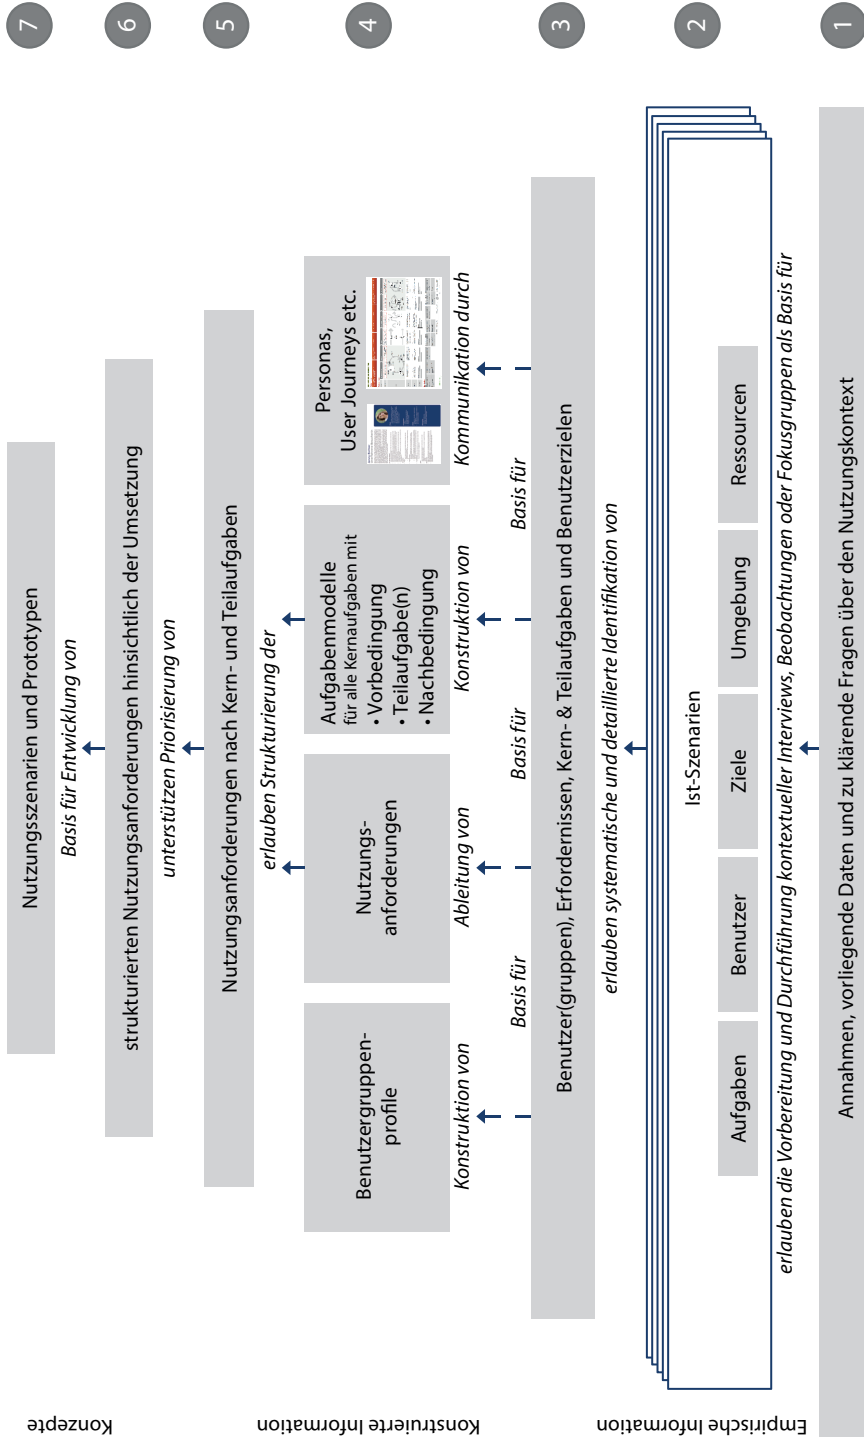 7
Nutzungsszenarien und Prototypen
Basis für Entwicklung von
6
strukturierten Nutzungsanforderungen hinsichtlich der Umsetzung
unterstützen Priorisierung von
5
Nutzungsanforderungen nach Kern- und Teilaufgaben
erlauben Strukturierung der
4
Benutzergruppen-
profile
Nutzungs-
anforderungen
Aufgabenmodelle
für alle Kernaufgaben mit
• Vorbedingung
• Teilaufgabe(n)
• Nachbedingung
Personas,
User Journeys etc.
Konstruktion von
Ableitung von
Konstruktion von
Kommunikation durch
Basis für
Basis für
Basis für
3
Benutzer(gruppen), Erfordernissen, Kern- & Teilaufgaben und Benutzerzielen
erlauben systematische und detaillierte Identifikation von
2
Ist-Szenarien
Aufgaben
Benutzer
Ziele
Umgebung
Ressourcen
erlauben die Vorbereitung und Durchführung kontextueller Interviews, Beobachtungen oder Fokusgruppen als Basis für
1
Annahmen, vorliegende Daten und zu klärende Fragen über den Nutzungskontext
Konzepte
Konstruierte Information
Empirische Information